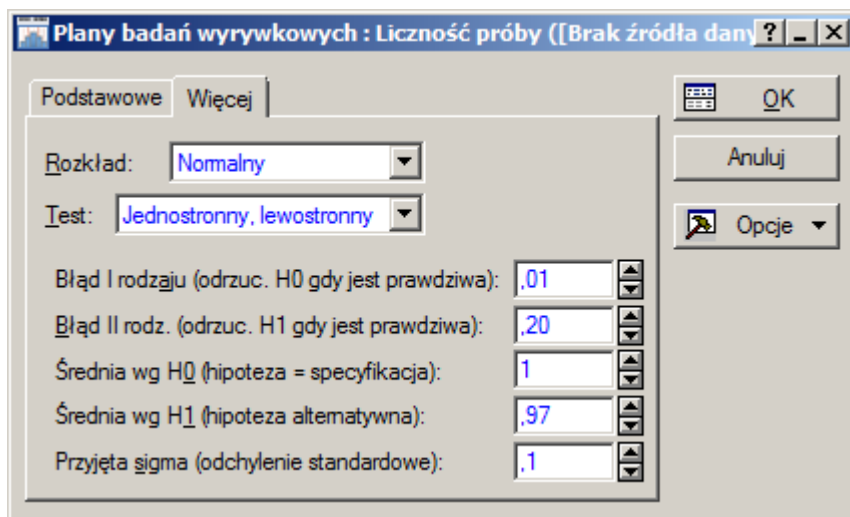 Plany badań wyrywkowych : Liczność próby ([Brak źródła dany
Podstawowe Więcej
OK
Rozkład: Normalny
Anuluj
Test: Jednostronny, lewostronny
Opcje
Błąd I rodzaju (odrzuc. H0 gdy jest prawdziwa): ,01
Błąd II rodz. (odrzuc. H1 gdy jest prawdziwa): ,20
Średnia wg H0 (hipoteza = specyfikacja): 1
Średnia wg H1 (hipoteza alternatywna): ,97
Przyjęta sigma (odchylenie standardowe): ,1